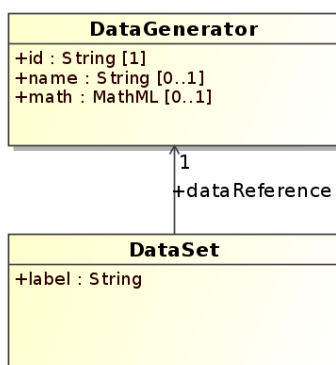 DataGenerator
+id : String [1]
+name : String [0..1]
+math : MathML [0..1]
1
+dataReference
DataSet
+label : String